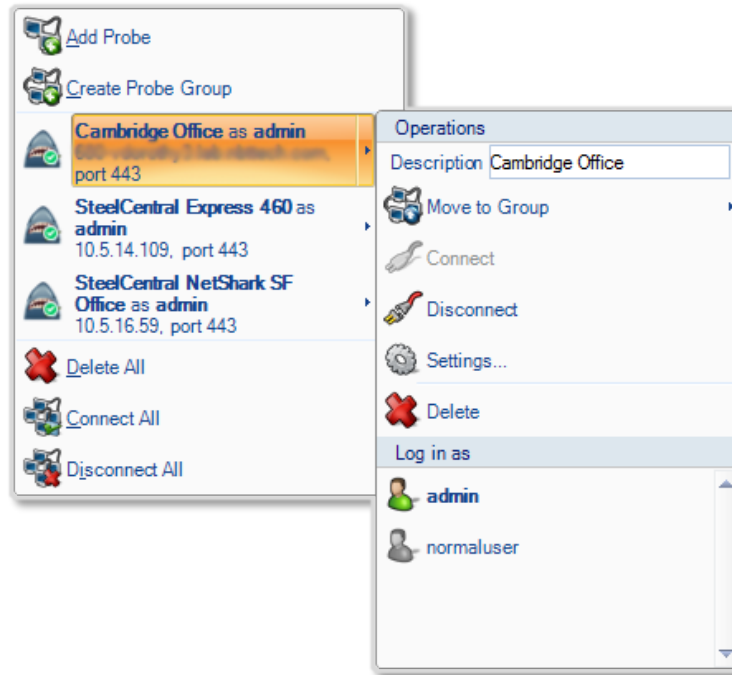 Add Probe
Create Probe Group
Cambridge Office as admin
port 443
SteelCentral Express 460 as
admin
10.5.14.109, port 443
SteelCentral NetShark SF
Office as admin
10.5.16.59, port 443
Delete All
Connect All
Disconnect All
Operations
Description Cambridge Office
Move to Group
Connect
Disconnect
Settings...
Delete
Log in as
admin
normaluser